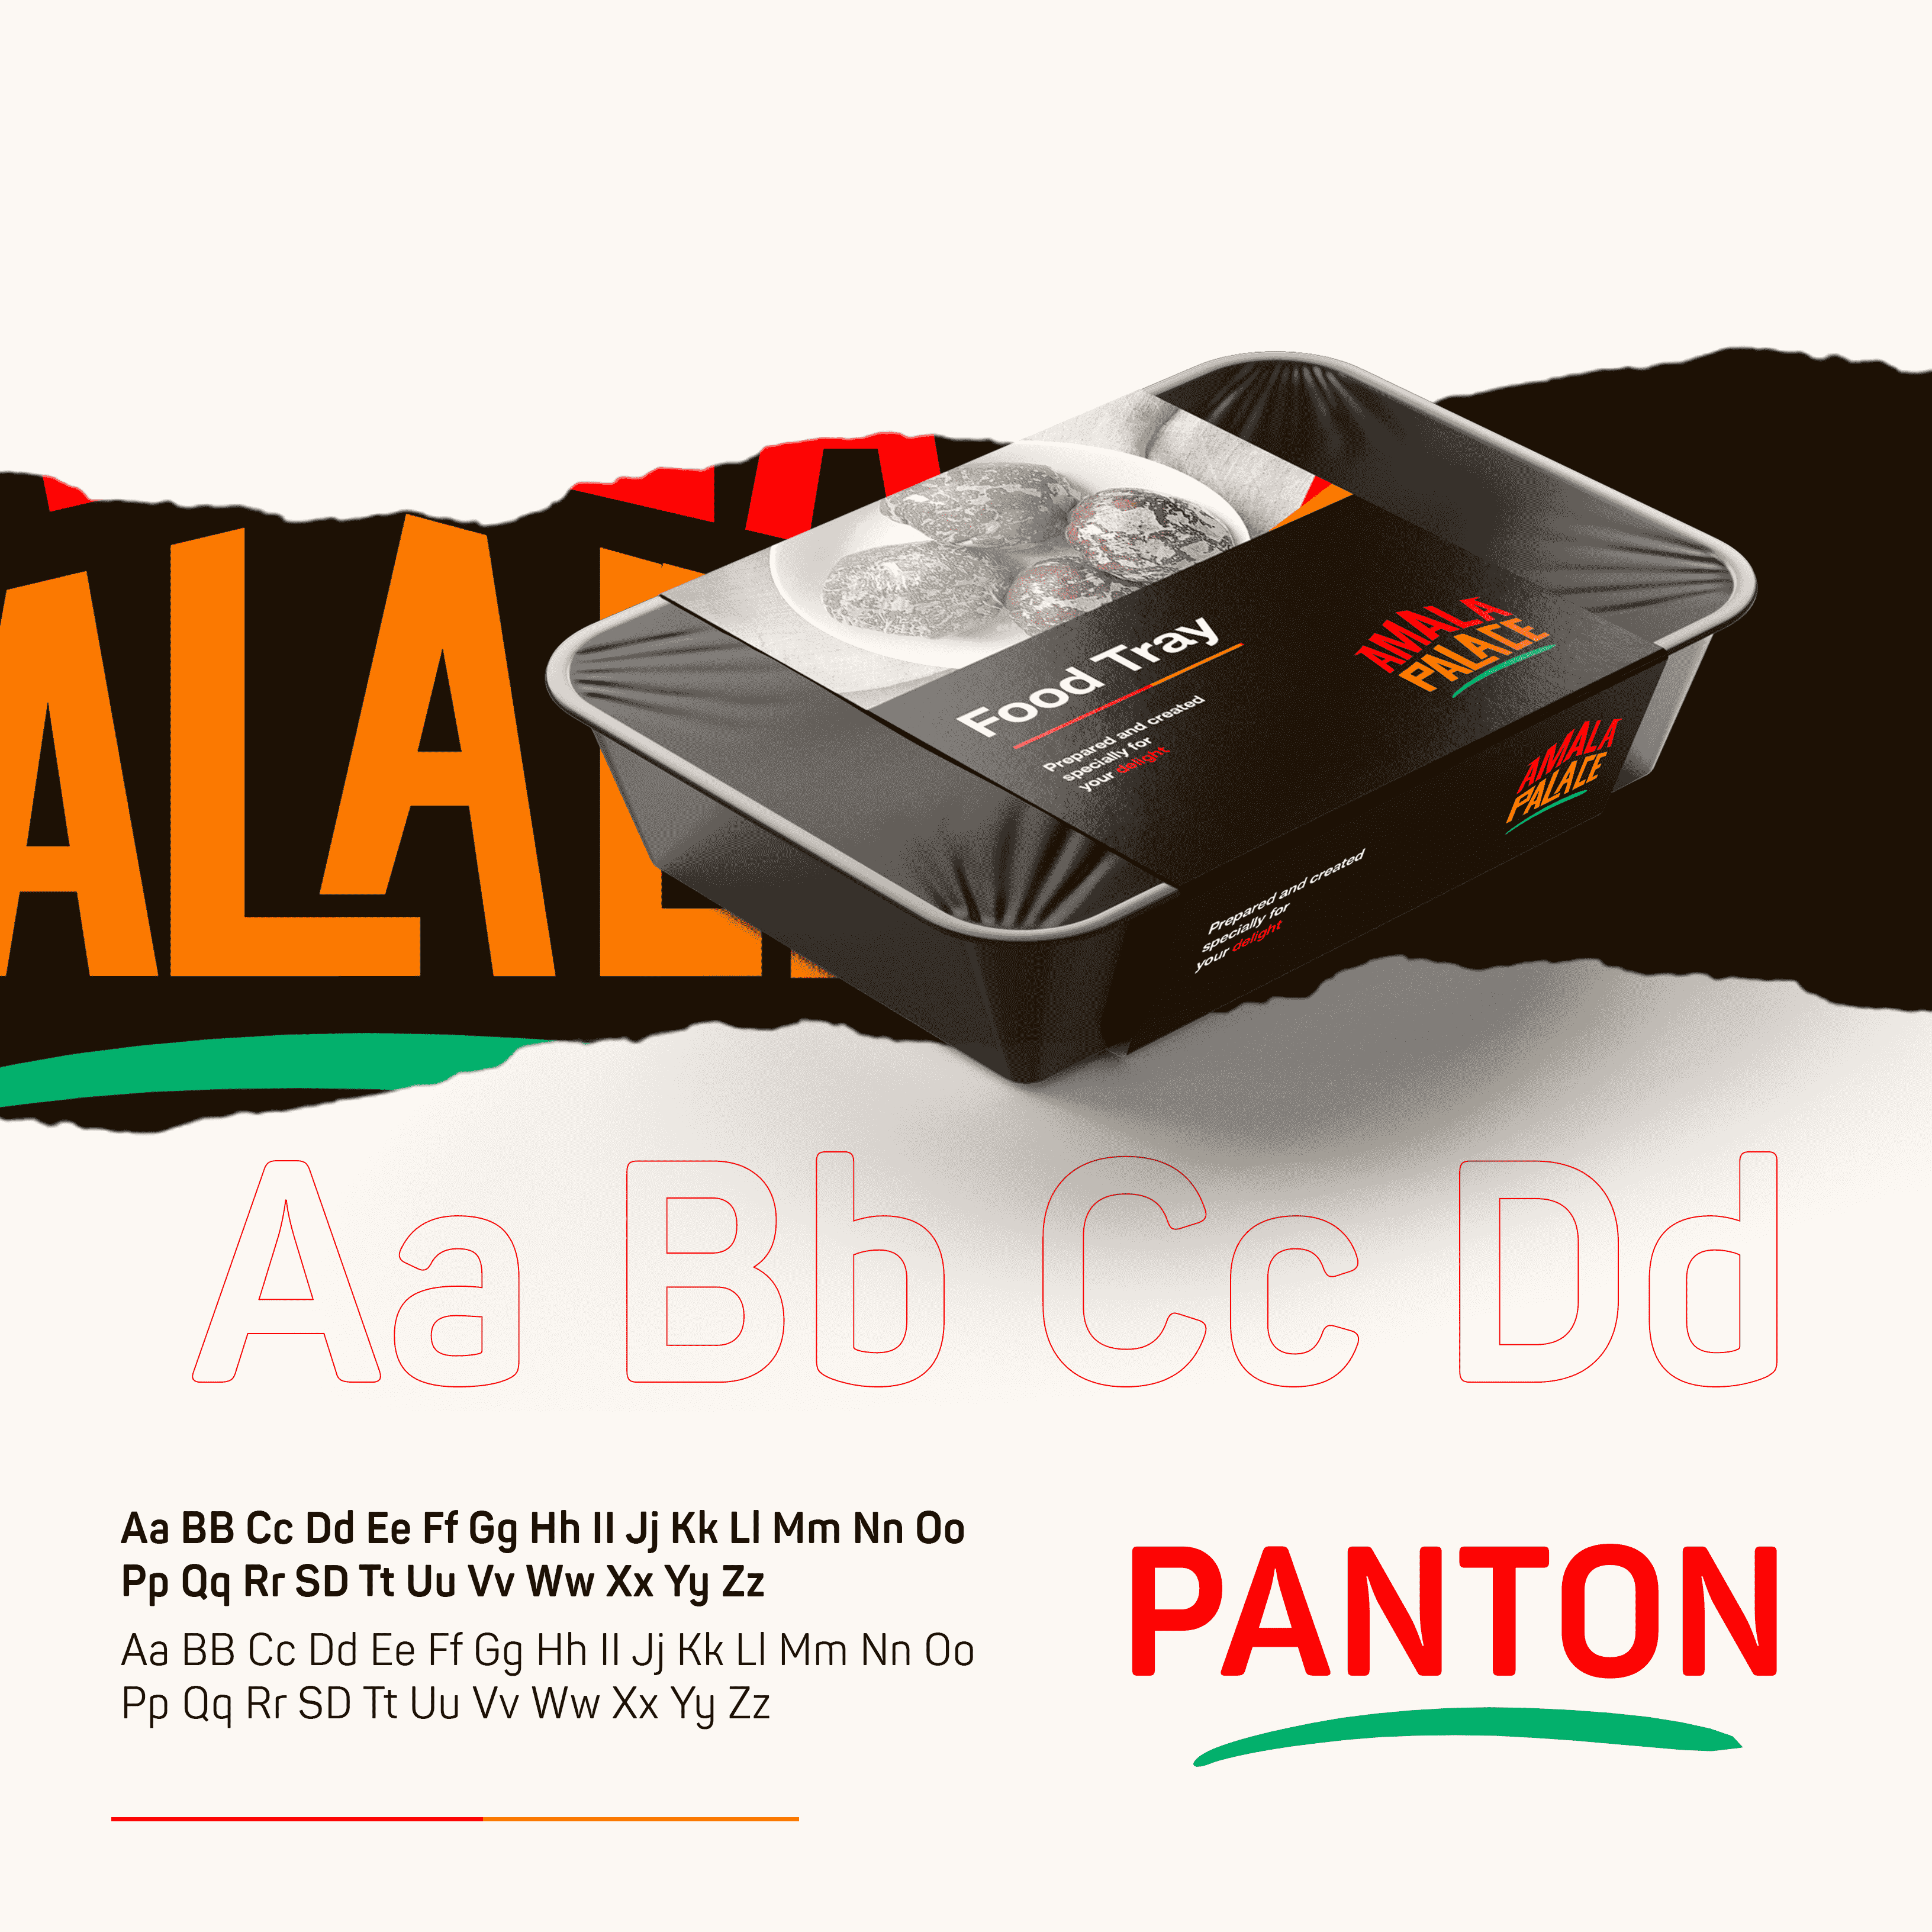 ALACE
Food Tray
Prepared and created
specially for
your delight
AMALA
PALACE
AMALA
PALACE
Prepared and created
specially for
your delight
Aa Bb Cc Dd
Aa BB Cc Dd Ee Ff Gg Hh II Jj Kk Ll Mm Nn Oo
Pp Qq Rr SD Tt Uu Vv Ww Xx Yy Zz
Aa BB Cc Dd Ee Ff Gg Hh II Jj Kk Ll Mm Nn Oo
Pp Qq Rr SD Tt Uu Vv Ww Xx Yy Zz
PANTON